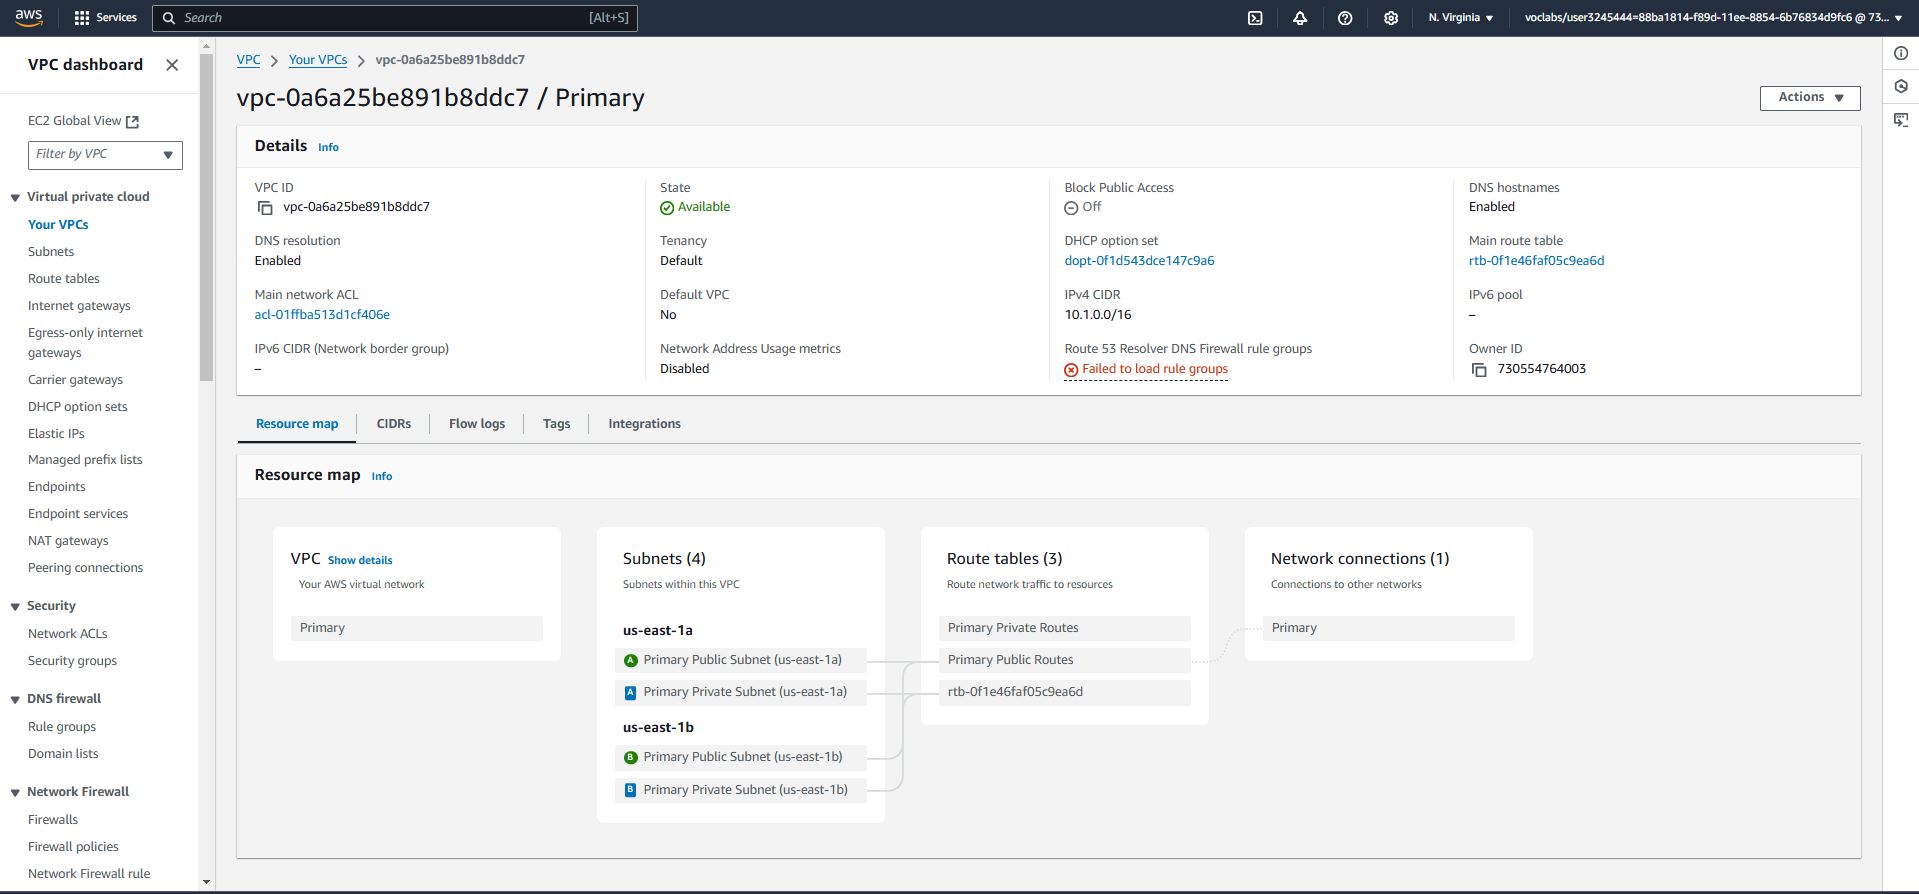 aws
Services
Search
[Alt+S]
N. Virginia
voclabs/user3245444=88ba1814-f89d-11ee-8854-6b76834d9fc6 @ 73...
VPC dashboard
EC2 Global View
Filter by VPC
Virtual private cloud
Your VPCs
Subnets
Route tables
Internet gateways
Egress-only internet
gateways
Carrier gateways
DHCP option sets
Elastic IPs
Managed prefix lists
Endpoints
Endpoint services
NAT gateways
Peering connections
Security
Network ACLs
Security groups
DNS firewall
Rule groups
Domain lists
Network Firewall
Firewalls
Firewall policies
Network Firewall rule
VPC
Your VPCs
vpc-0a6a25be891b8ddc7
vpc-0a6a25be891b8ddc7 / Primary
Actions
Details Info
VPC ID
vpc-0a6a25be891b8ddc7
State
Available
Block Public Access
Off
DNS hostnames
Enabled
DNS resolution
Enabled
Tenancy
Default
DHCP option set
dopt-0f1d543dce147c9a6
Main route table
rtb-0f1e46faf05c9ea6d
Main network ACL
acl-01ffba513d1cf406e
Default VPC
No
IPv4 CIDR
10.1.0.0/16
IPv6 pool
–
IPv6 CIDR (Network border group)
–
Network Address Usage metrics
Disabled
Route 53 Resolver DNS Firewall rule groups
Failed to load rule groups
Owner ID
730554764003
Resource map
CIDRs
Flow logs
Tags
Integrations
Resource map Info
VPC Show details
Your AWS virtual network
Primary
Subnets (4)
Subnets within this VPC
us-east-1a
A Primary Public Subnet (us-east-1a)
A Primary Private Subnet (us-east-1a)
us-east-1b
B Primary Public Subnet (us-east-1b)
B Primary Private Subnet (us-east-1b)
Route tables (3)
Route network traffic to resources
Primary Private Routes
Primary Public Routes
rtb-0f1e46faf05c9ea6d
Network connections (1)
Connections to other networks
Primary